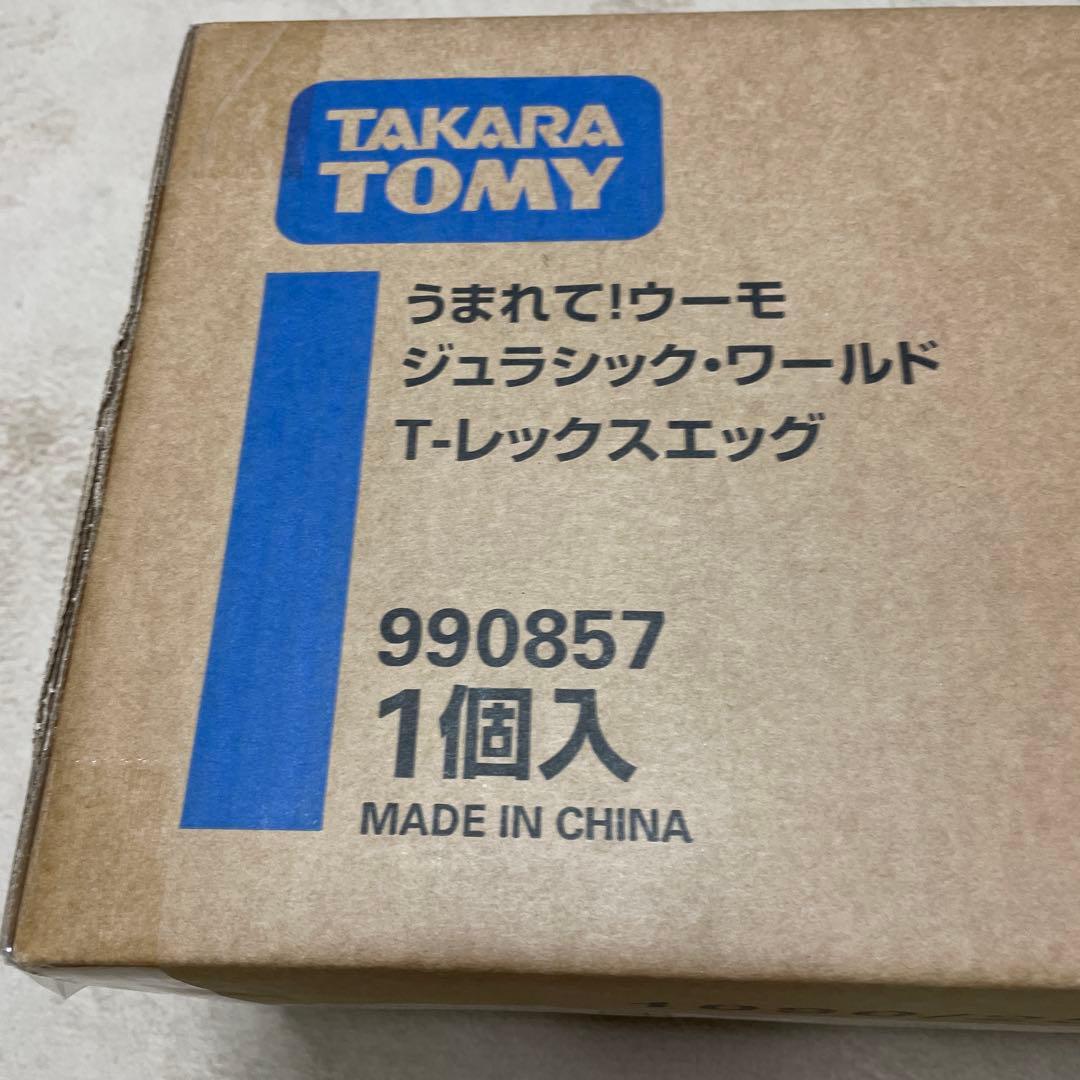 TAKARA
TOMY
うまれて!ウーモ
ジュラシック・ワールド
T-レックスエッグ
990857
1個入
MADE IN CHINA